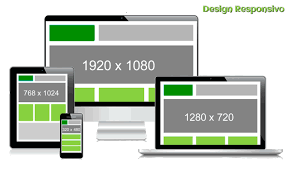 Design Responsivo
1920 x 1080
768 x 1024
1280 x 720